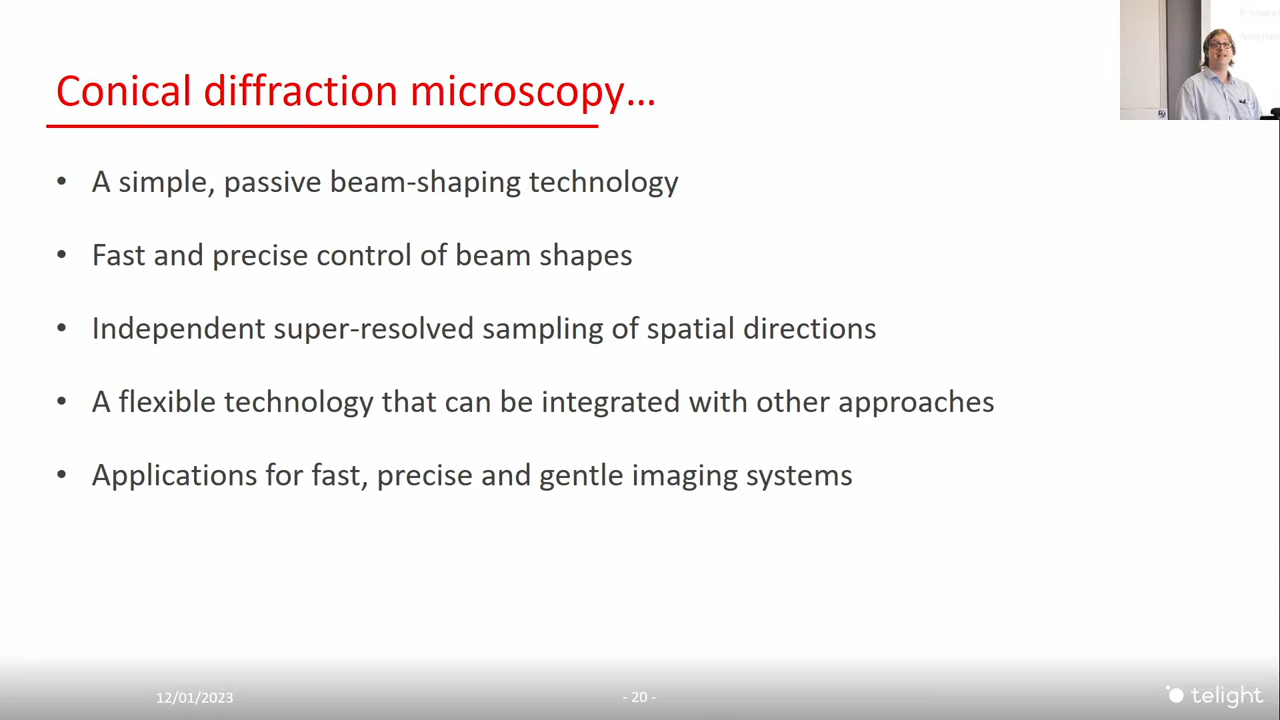 Conical diffraction microscopy…
• A simple, passive beam-shaping technology
• Fast and precise control of beam shapes
• Independent super-resolved sampling of spatial directions
• A flexible technology that can be integrated with other approaches
• Applications for fast, precise and gentle imaging systems
12/01/2023
- 20 -
telight